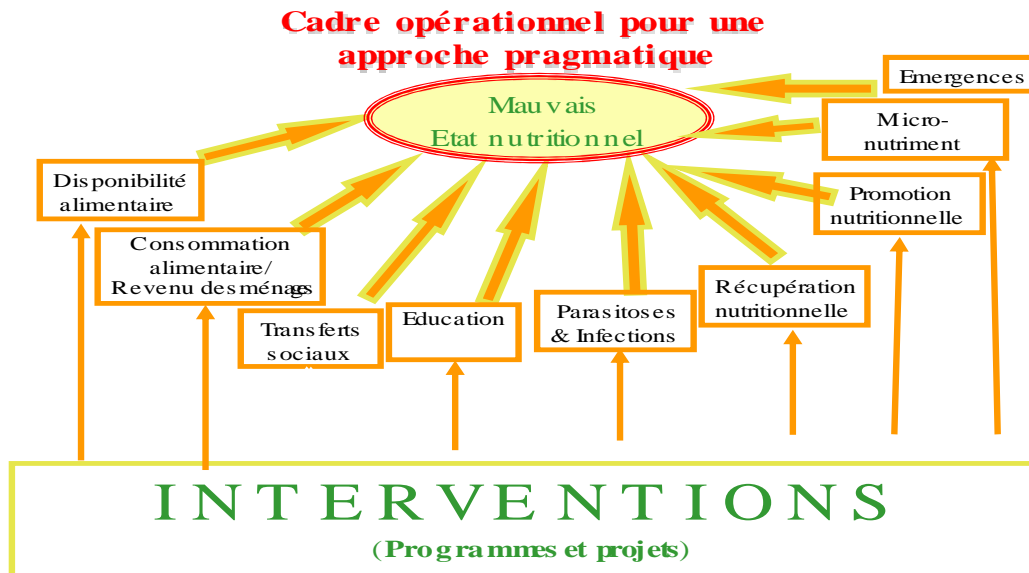 Cadre opérationnel pour une
approche pragmatique
Mauvais
Etat nutritionnel
Emergences
Micro-
nutriment
Promotion
nutritionnelle
Disponibilité
alimentaire
Consommation
alimentaire/
Revenu des ménages
Transferts
sociaux
Education
Parasitoses
& Infections
Récupération
nutritionnelle
INTERVENTIONS
(Programmes et projets)